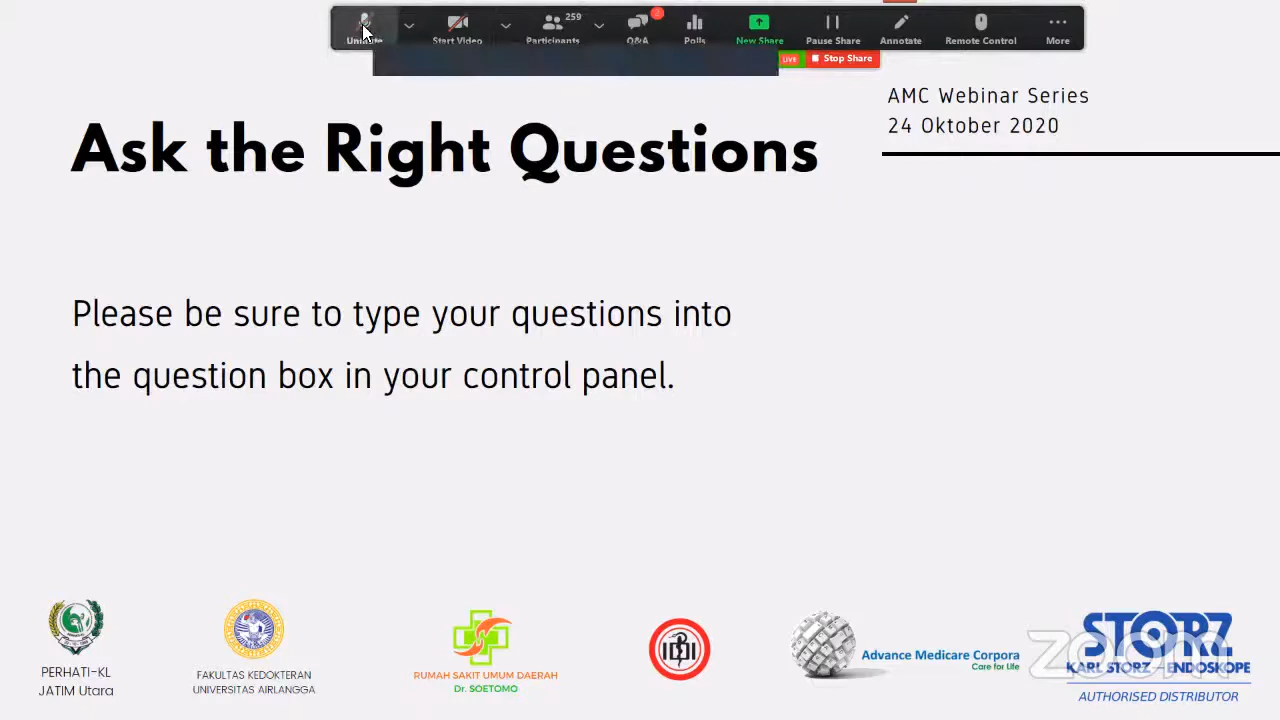 Unmute
Start Video
Participants
259
Q&A
2
Polls
New Share
Pause Share
Annotate
Remote Control
More
LIVE
Stop Share
AMC Webinar Series
24 Oktober 2020
Ask the Right Questions
Please be sure to type your questions into
the question box in your control panel.
PERHATI-KL
JATIM Utara
FAKULTAS KEDOKTERAN
UNIVERSITAS AIRLANGGA
RUMAH SAKIT UMUM DAERAH
Dr. SOETOMO
IDI
Advance Medicare Corpora
Care for Life
STORZ
KARL STORZ – ENDOSKOPE
AUTHORISED DISTRIBUTOR
zoom